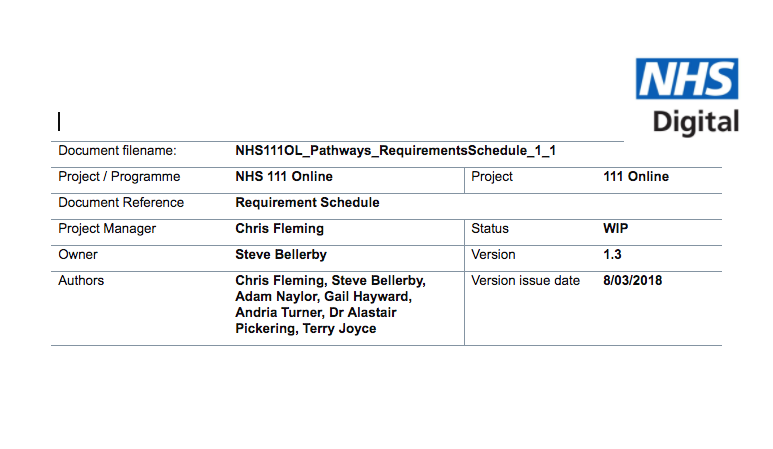 NHS
Digital
Document filename: NHS111OL_Pathways_RequirementsSchedule_1_1
Project / Programme NHS 111 Online Project 111 Online
Document Reference Requirement Schedule
Project Manager Chris Fleming Status WIP
Owner Steve Bellerby Version 1.3
Authors Chris Fleming, Steve Bellerby, Version issue date 8/03/2018
Adam Naylor, Gail Hayward,
Andria Turner, Dr Alastair
Pickering, Terry Joyce